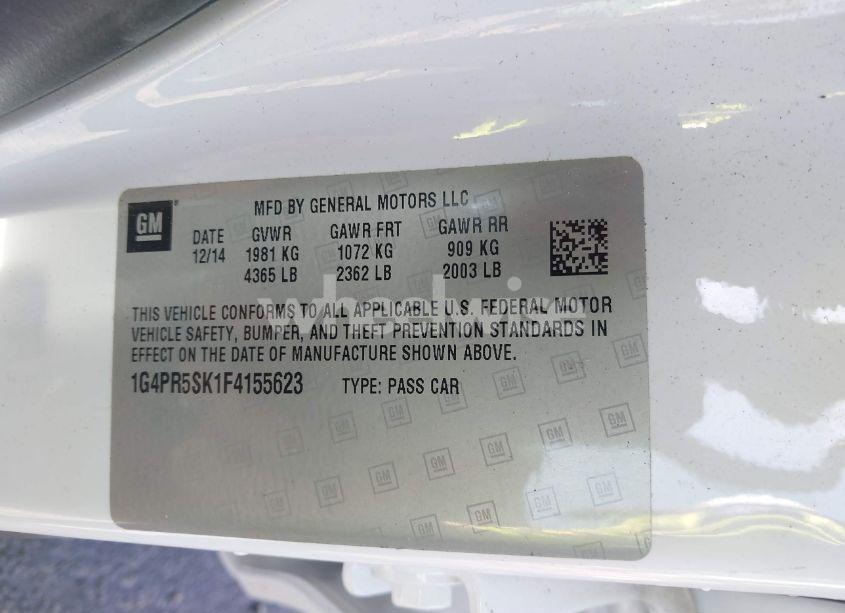 GM
MFD BY GENERAL MOTORS LLC
DATE GVWR GAWR FRT GAWR RR
12/14 1981 KG 1072 KG 909 KG
4365 LB 2362 LB 2003 LB
THIS VEHICLE CONFORMS TO ALL APPLICABLE U.S. FEDERAL MOTOR
VEHICLE SAFETY, BUMPER, AND THEFT PREVENTION STANDARDS IN
EFFECT ON THE DATE OF MANUFACTURE SHOWN ABOVE.
1G4PR5SK1F4155623 TYPE: PASS CAR